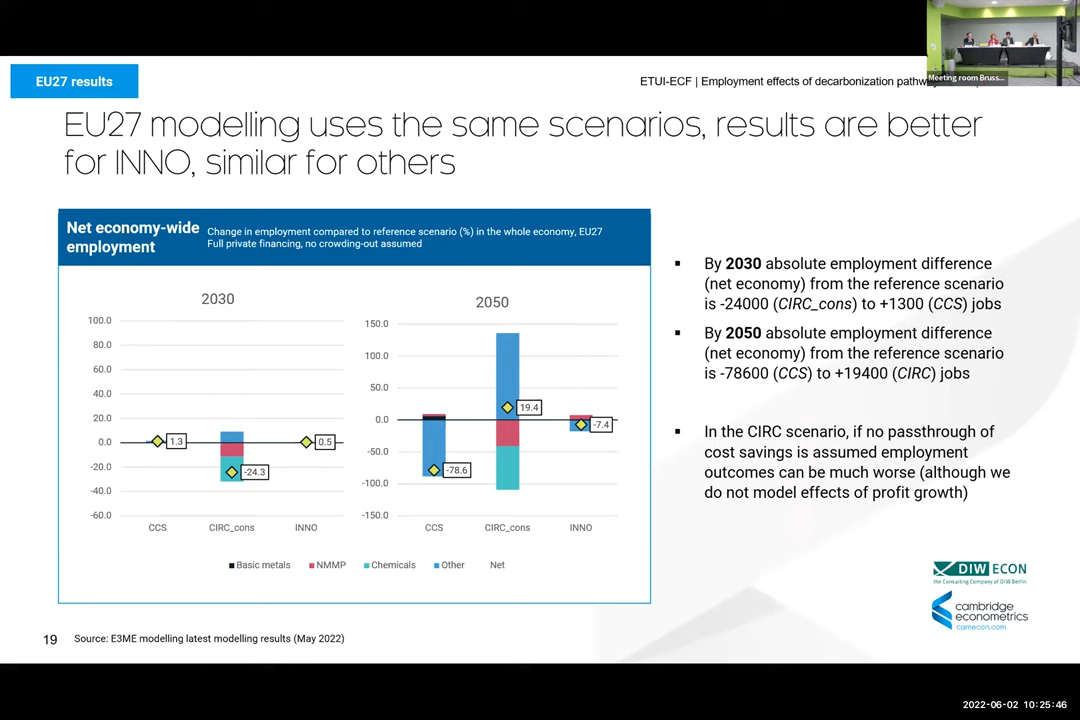 Meeting room Bruss...
EU27 results
ETUI-ECF | Employment effects of decarbonization
EU27 modelling uses the same scenarios, results are better
for INNO, similar for others
Net economy-wide
employment
Change in employment compared to reference scenario (%) in the whole economy, EU27
Full private financing, no crowding-out assumed
2030
100.0
80.0
60.0
40.0
20.0
0.0
-20.0
-40.0
-60.0
1.3
-24.3
0.5
CCS CIRC_cons INNO
2050
150.0
100.0
50.0
0.0
-50.0
-100.0
-150.0
-78.6
19.4
-7.4
CCS CIRC_cons INNO
Basic metals NMMP Chemicals Other Net
▪ By 2030 absolute employment difference
(net economy) from the reference scenario
is -24000 (CIRC_cons) to +1300 (CCS) jobs
▪ By 2050 absolute employment difference
(net economy) from the reference scenario
is -78600 (CCS) to +19400 (CIRC) jobs
▪ In the CIRC scenario, if no passthrough of
cost savings is assumed employment
outcomes can be much worse (although we
do not model effects of profit growth)
DIW ECON
the Consulting Company of DIW Berlin
cambridge
econometrics
camecon.com
19 Source: E3ME modelling latest modelling results (May 2022)
2022-06-02 10:25:46